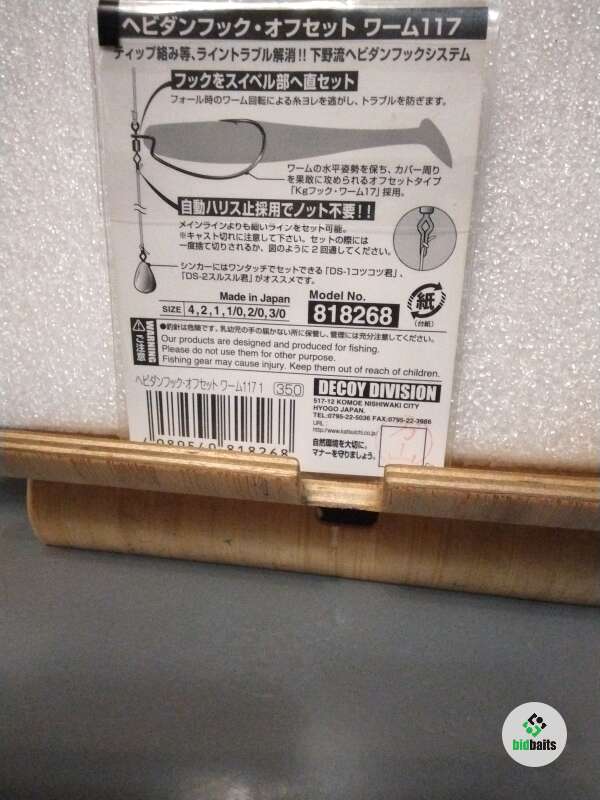 ヘビダンフック・オフセット ワーム117
ティップ絡み等、ライントラブル解消!! 下野流ヘビダンフックシステム
フックをスイベル部へ直セット
フォール時のワーム回転による糸ヨレを逃がし、トラブルを防ぎます。
ワームの水平姿勢を保ち、カバー周りを果敢に攻められるオフセットタイプ
「Kgフック・ワーム17」採用。
自動ハリス止採用でノット不要!!
メインラインよりも細いラインをセット可能。
※キャスト切れに注意して下さい。セットの際には
一度捨て切りされるか、図のように2回通してください。
シンカーにはワンタッチでセットできる「DS-1コツコツ君」、
「DS-2スルスル君」がオススメです。
紙
(台紙)
Made in Japan
SIZE 4,2,1,1/0,2/0,3/0
Model No.
818268
WARNING
ご注意
●釣針は危険です。乳幼児の手の届かない所に保管し、管理には充分注意してください。
Our products are designed and produced for fishing.
Please do not use them for other purpose.
Fishing gear may cause injury. Keep them out of reach of children.
ヘビダンフック・オフセット ワーム117 1 350
4 989540 818268
DECOY DIVISION
517-12 KOMOE NISHIWAKI CITY
HYOGO JAPAN.
TEL:0795-22-5036 FAX:0795-22-3986
URL
http://www.katsuichi.co.jp/
自然環境を大切に。
マナーを守りましょう。
bidbaits